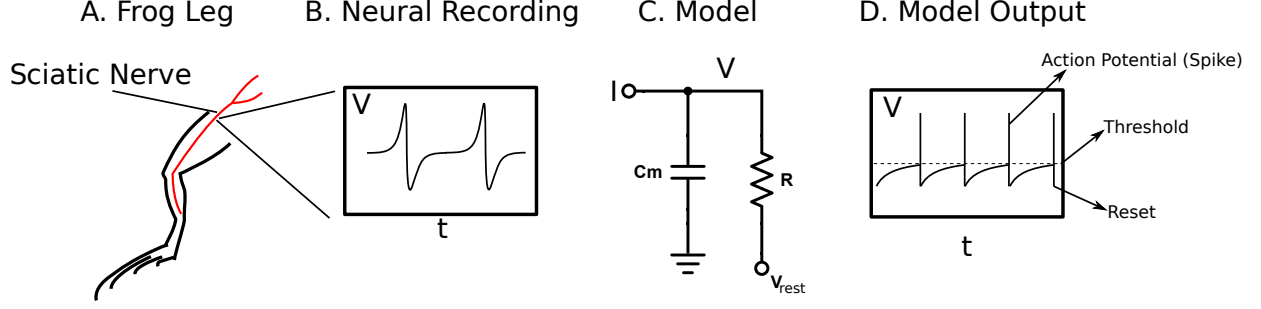 A. Frog Leg
B. Neural Recording
C. Model
D. Model Output
Sciatic Nerve
V
t
V
I
Cm
R
Vrest
Action Potential (Spike)
V
Threshold
Reset
t